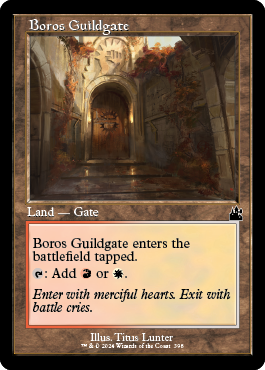 Boros Guildgate
Land — Gate
Boros Guildgate enters the
battlefield tapped.
: Add or .
Enter with merciful hearts. Exit with
battle cries.
Illus. Titus Lunter
™ & © 2024 Wizards of the Coast 398